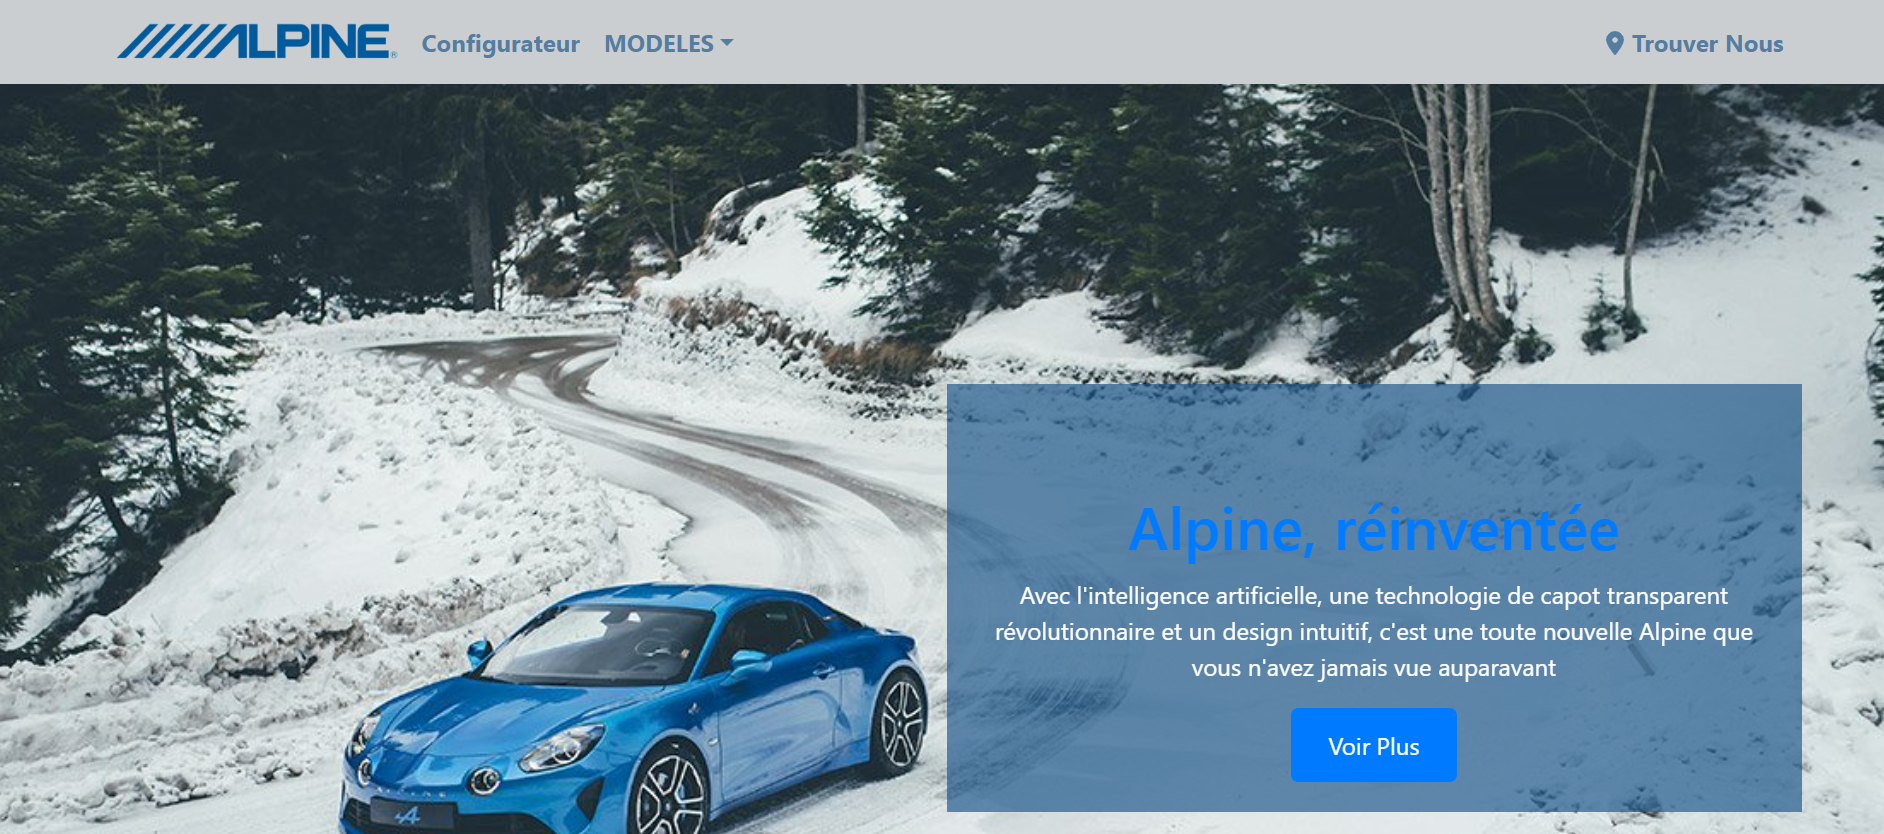 ALPINE®
Configurateur
MODELES
Trouver Nous
Alpine, réinventée
Avec l'intelligence artificielle, une technologie de capot transparent
révolutionnaire et un design intuitif, c'est une toute nouvelle Alpine que
vous n'avez jamais vue auparavant
Voir Plus
ALPINE